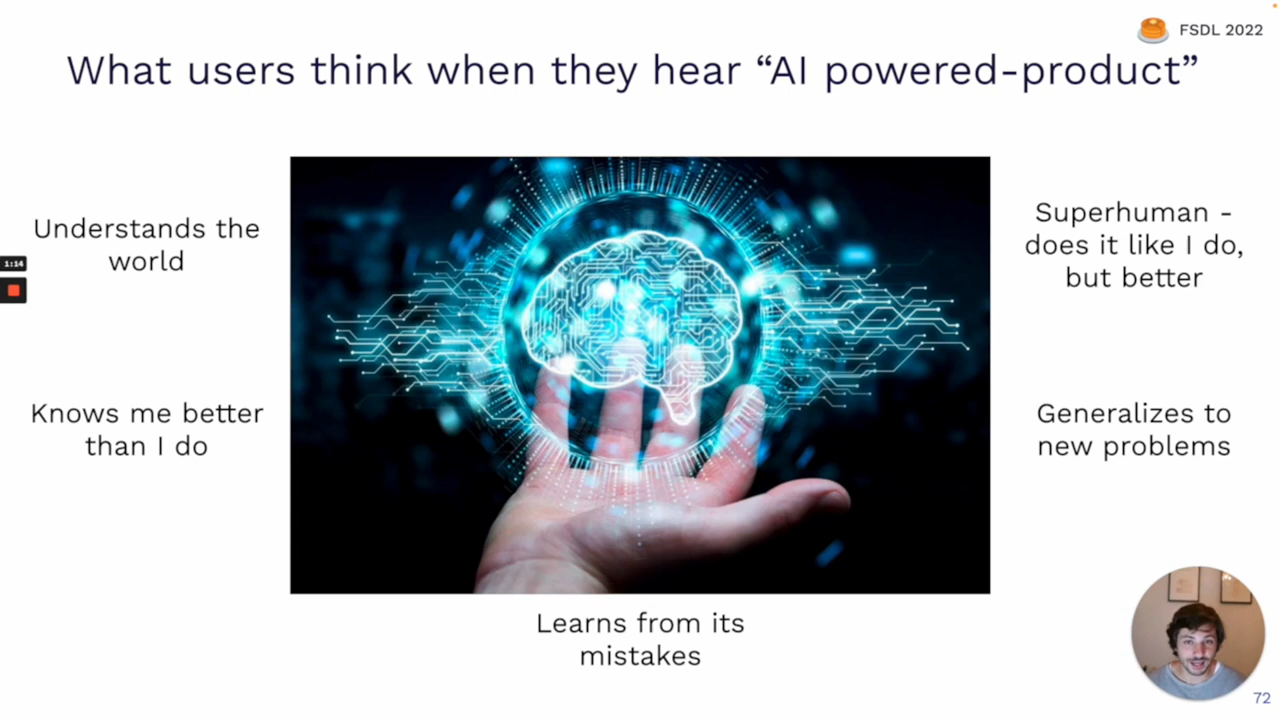 FSDL 2022
What users think when they hear “AI powered-product”
Understands the
world
Superhuman -
does it like I do,
but better
1:14
Knows me better
than I do
Generalizes to
new problems
Learns from its
mistakes
72